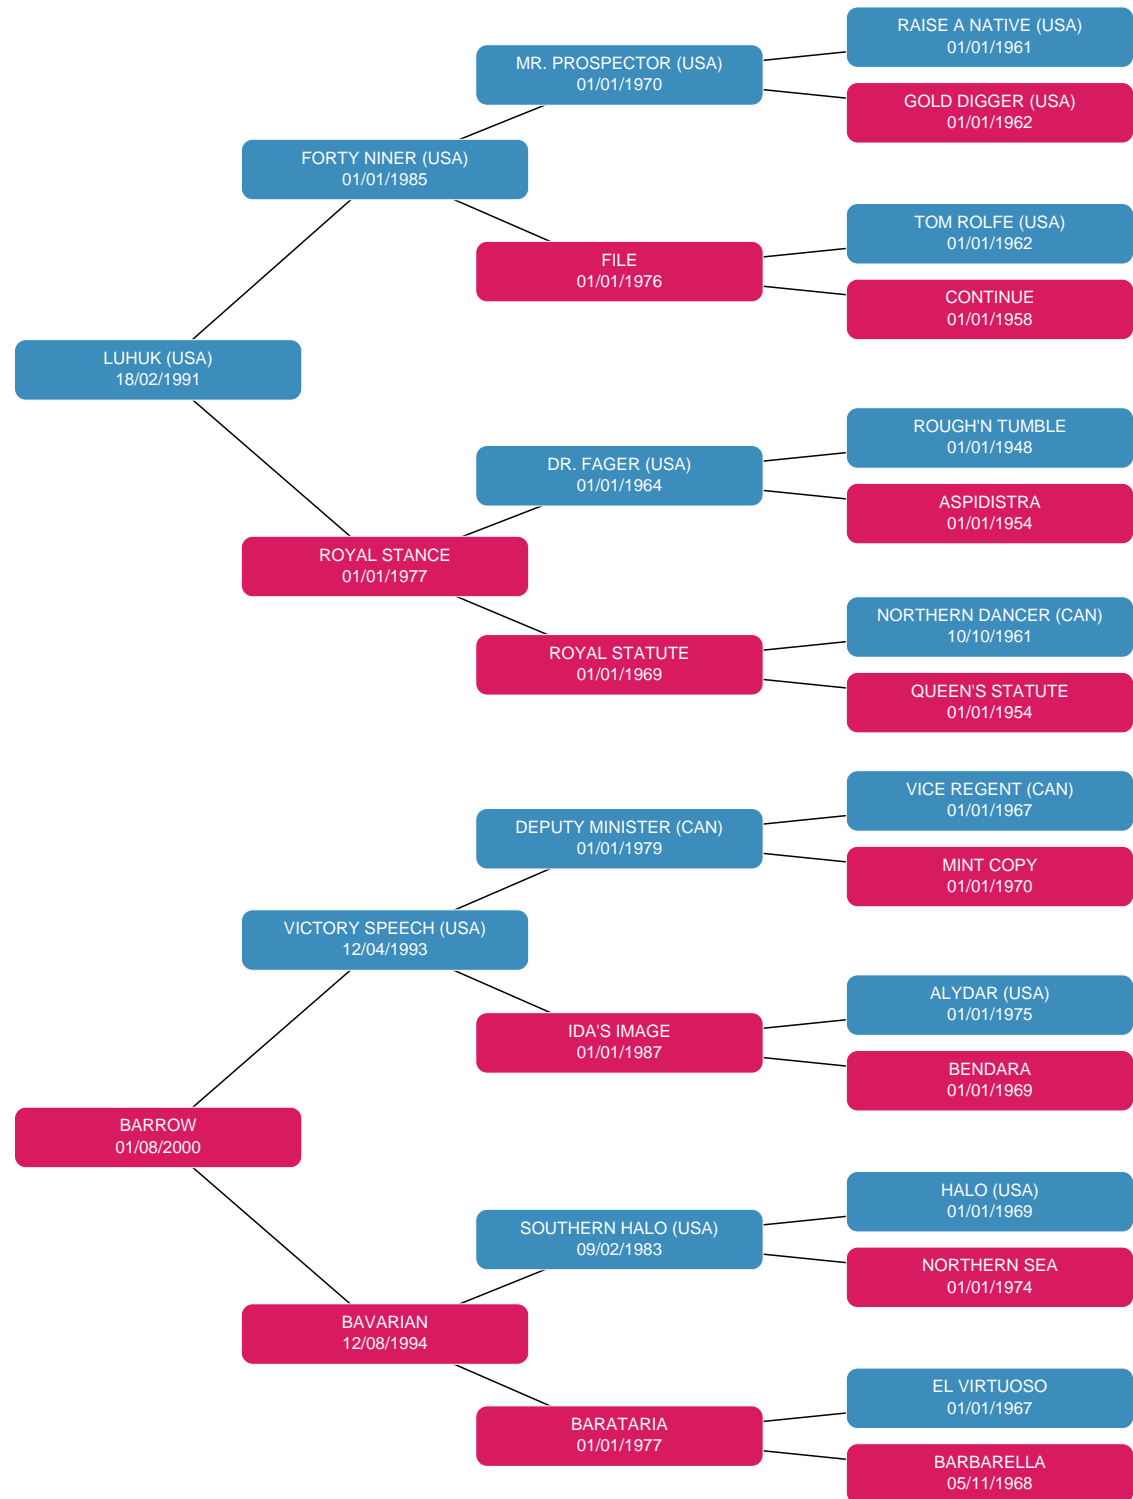 RAISE A NATIVE (USA)
01/01/1961
MR. PROSPECTOR (USA)
01/01/1970
GOLD DIGGER (USA)
01/01/1962
FORTY NINER (USA)
01/01/1985
TOM ROLFE (USA)
01/01/1962
FILE
01/01/1976
CONTINUE
01/01/1958
LUHUK (USA)
18/02/1991
ROUGH'N TUMBLE
01/01/1948
DR. FAGER (USA)
01/01/1964
ASPIDISTRA
01/01/1954
ROYAL STANCE
01/01/1977
NORTHERN DANCER (CAN)
10/10/1961
ROYAL STATUTE
01/01/1969
QUEEN'S STATUTE
01/01/1954
VICE REGENT (CAN)
01/01/1967
DEPUTY MINISTER (CAN)
01/01/1979
MINT COPY
01/01/1970
VICTORY SPEECH (USA)
12/04/1993
ALYDAR (USA)
01/01/1975
IDA'S IMAGE
01/01/1987
BENDARA
01/01/1969
BARROW
01/08/2000
HALO (USA)
01/01/1969
SOUTHERN HALO (USA)
09/02/1983
NORTHERN SEA
01/01/1974
BAVARIAN
12/08/1994
EL VIRTUOSO
01/01/1967
BARATARIA
01/01/1977
BARBARELLA
05/11/1968